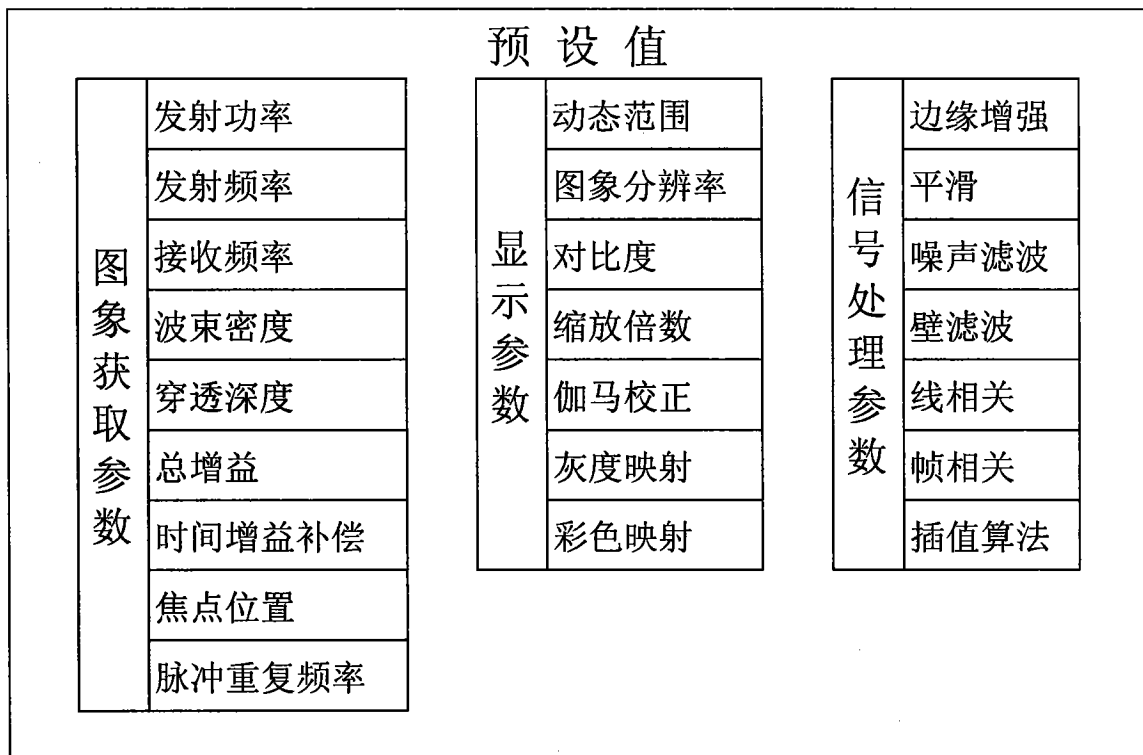 预设值
图象获取参数
发射功率
发射频率
接收频率
波束密度
穿透深度
总增益
时间增益补偿
焦点位置
脉冲重复频率
显示参数
动态范围
图象分辨率
对比度
缩放倍数
伽马校正
灰度映射
彩色映射
信号处理参数
边缘增强
平滑
噪声滤波
壁滤波
线相关
帧相关
插值算法